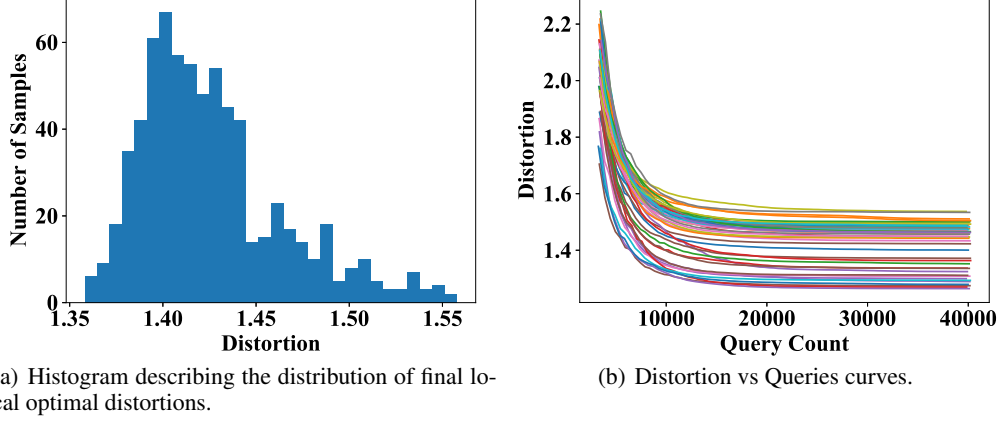 60
40
20
0
Number of Samples
1.35 1.40 1.45 1.50 1.55
Distortion
2.2
2.0
1.8
1.6
1.4
Distortion
10000 20000 30000 40000
Query Count
a) Histogram describing the distribution of final lo-
cal optimal distortions.
(b) Distortion vs Queries curves.